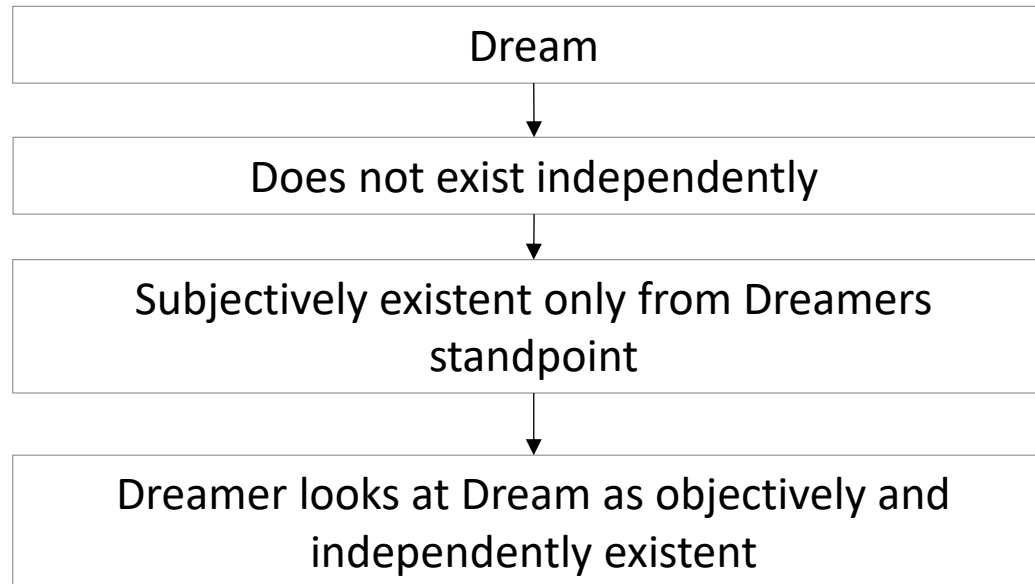 Dream
Does not exist independently
Subjectively existent only from Dreamers
standpoint
Dreamer looks at Dream as objectively and
independently existent